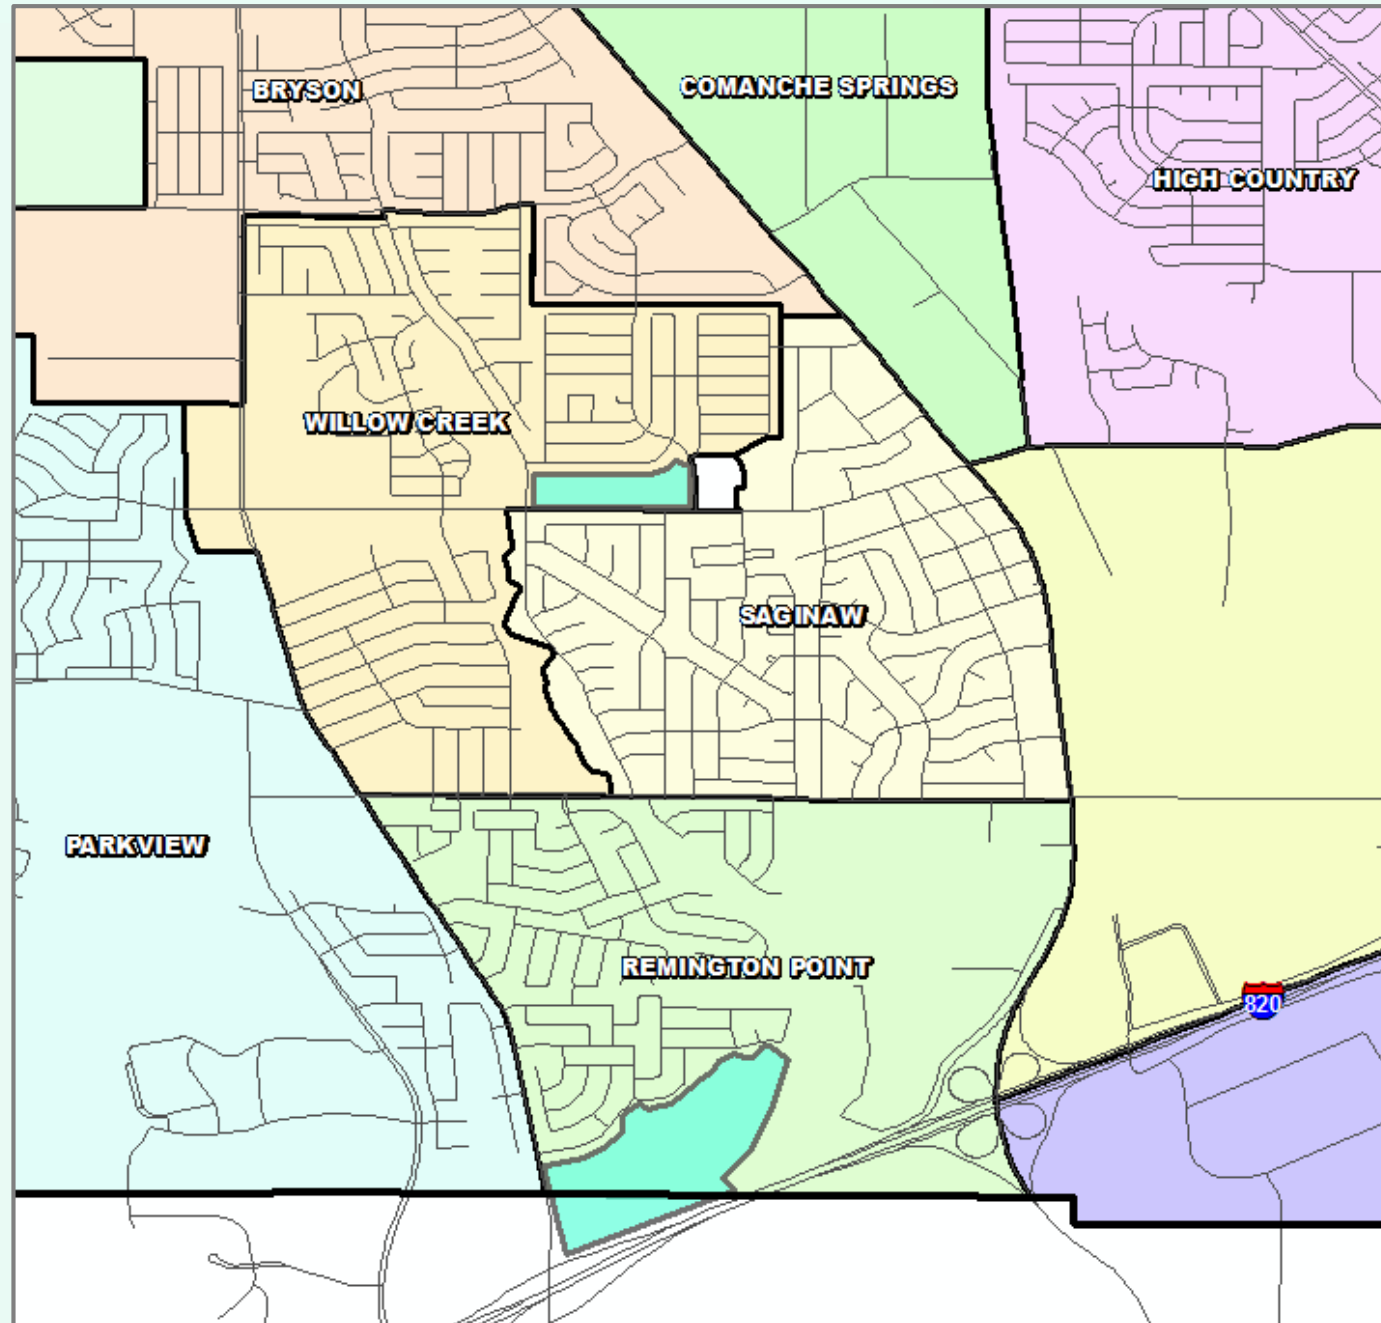 BRYSON
COMANCHE SPRINGS
HIGH COUNTRY
WILLOW CREEK
SAGINAW
PARKVIEW
REMINGTON POINT
820